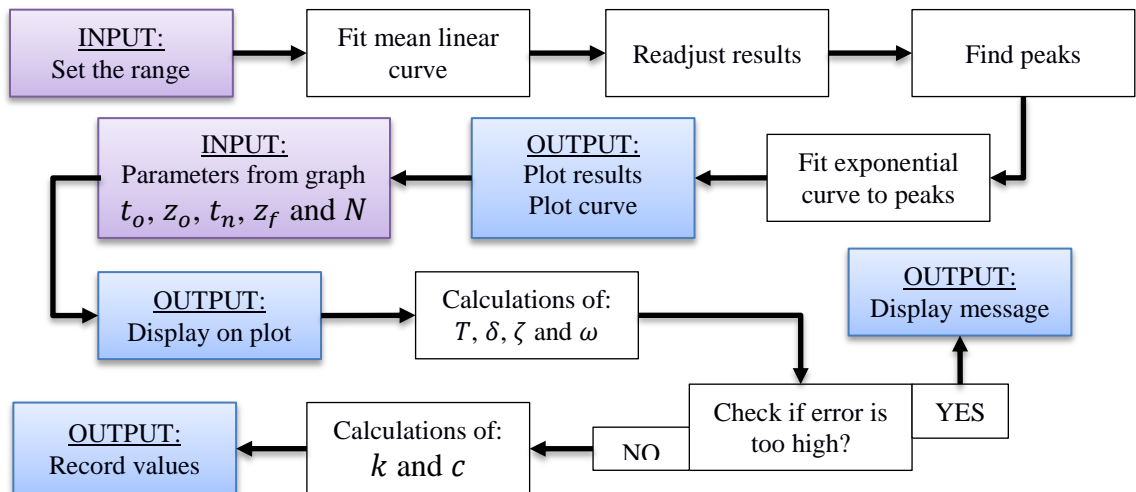 INPUT:
Set the range
Fit mean linear
curve
Readjust results
Find peaks
Fit exponential
curve to peaks
OUTPUT:
Plot results
Plot curve
INPUT:
Parameters from graph
t_o, z_o, t_n, z_f and N
OUTPUT:
Display on plot
Calculations of:
T, δ, ζ and ω
OUTPUT:
Display message
Check if error is
too high?
YES
NO
Calculations of:
k and c
OUTPUT:
Record values